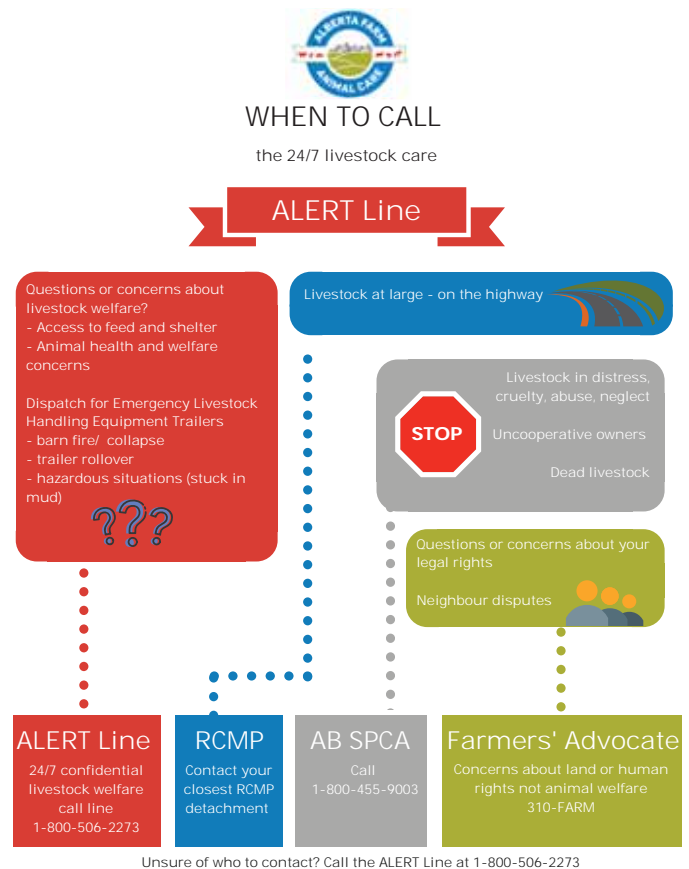 ALBERTA FARM
ANIMAL CARE
WHEN TO CALL
the 24/7 livestock care
ALERT Line
Questions or concerns about
livestock welfare?
- Access to feed and shelter
- Animal health and welfare
concerns
Dispatch for Emergency Livestock
Handling Equipment Trailers
- barn fire/ collapse
- trailer rollover
- hazardous situations (stuck in
mud)
???
Livestock at large - on the highway
Livestock in distress,
cruelty, abuse, neglect
STOP
Uncooperative owners
Dead livestock
Questions or concerns about your
legal rights
Neighbour disputes
ALERT Line
24/7 confidential
livestock welfare
call line
1-800-506-2273
RCMP
Contact your
closest RCMP
detachment
AB SPCA
Call
1-800-455-9003
Farmers' Advocate
Concerns about land or human
rights not animal welfare
310-FARM
Unsure of who to contact? Call the ALERT Line at 1-800-506-2273